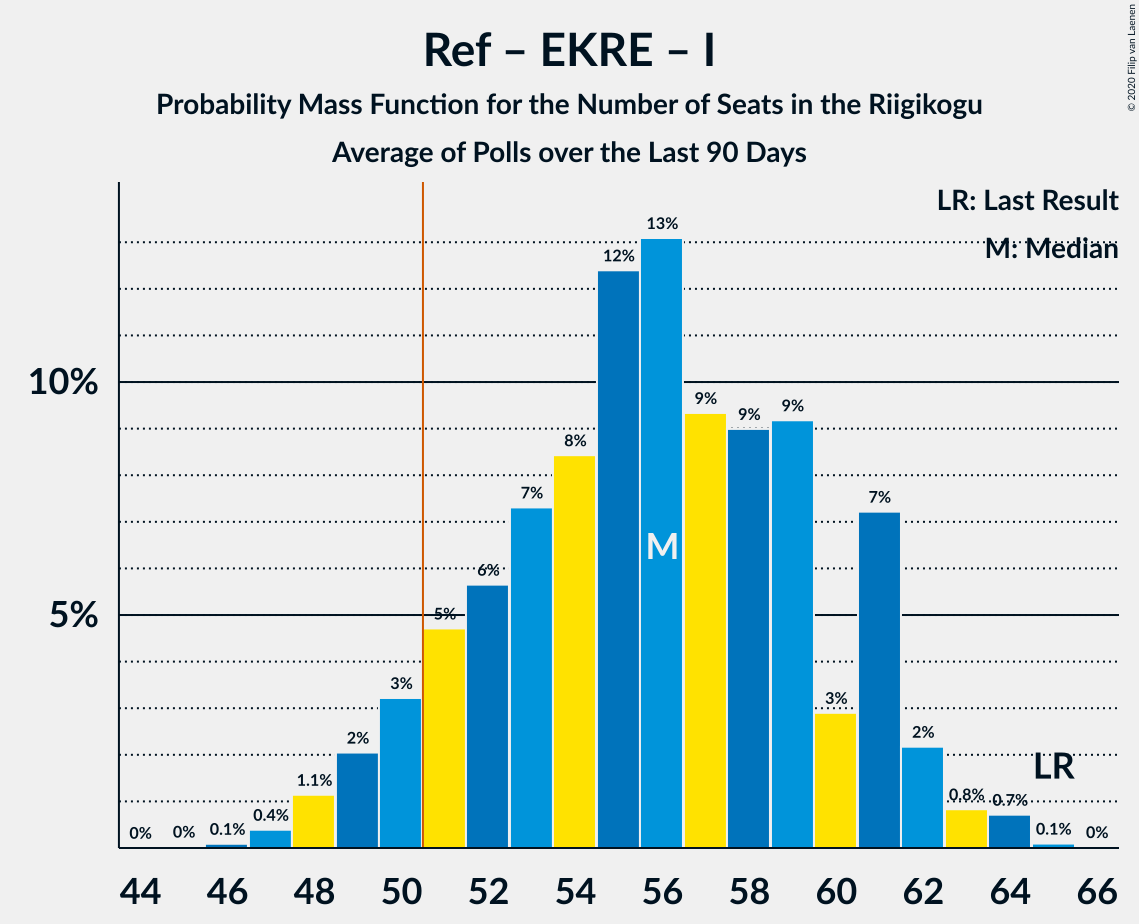 Ref – EKRE – I
Probability Mass Function for the Number of Seats in the Riigikogu
Average of Polls over the Last 90 Days
© 2020 Filip van Laenen
LR: Last Result
M: Median
10%
5%
0%
0%
0.1%
0.4%
1.1%
2%
3%
5%
6%
7%
8%
12%
13%
9%
9%
9%
3%
7%
2%
0.8%
0.7%
0.1%
0%
M
LR
44 46 48 50 52 54 56 58 60 62 64 66